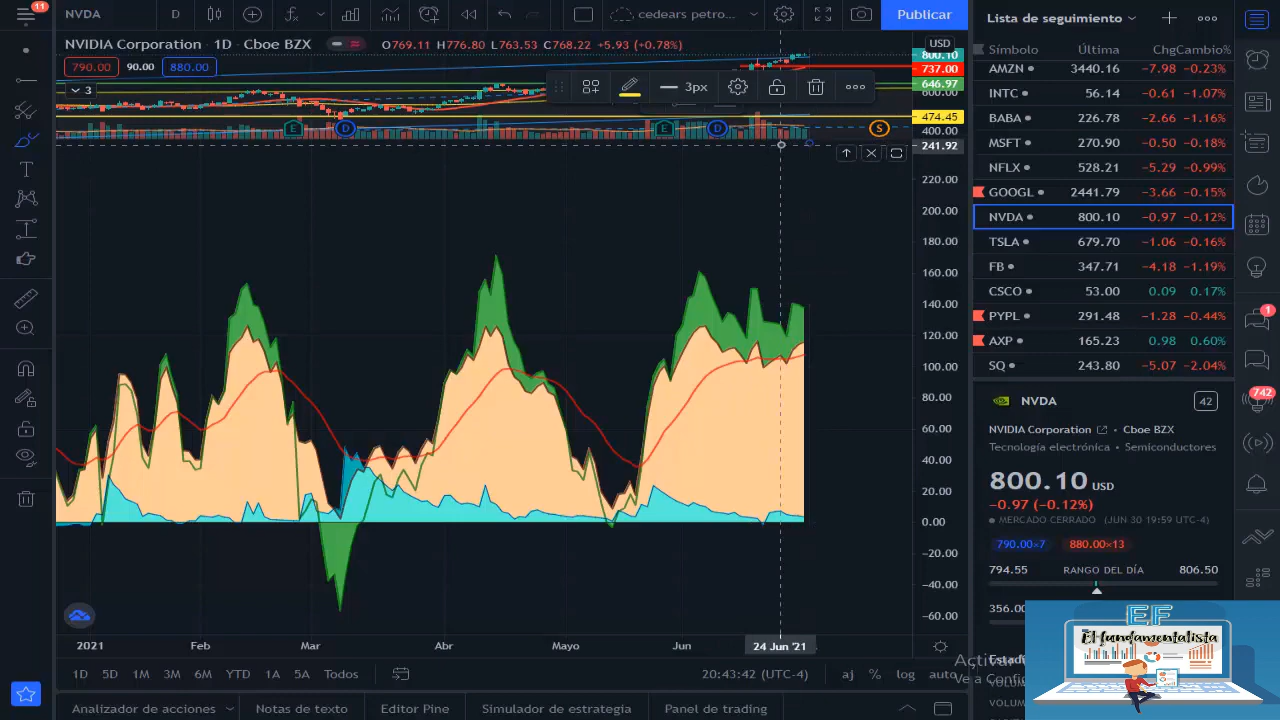 11
NVDA
D
cedears petro...
Publicar
NVIDIA Corporation · 1D · Cboe BZX
O769.11 H776.80 L763.53 C768.22 +5.93 (+0.78%)
790.00 90.00 880.00
3
3px
E D E D S
USD
800.10
737.00
646.97
600.00
474.45
400.00
241.92
220.00
200.00
180.00
160.00
140.00
120.00
100.00
80.00
60.00
40.00
20.00
0.00
−20.00
−40.00
−60.00
2021 Feb Mar Abr Mayo Jun 24 Jun '21
1D 5D 1M 3M 6M YTD 1A 5A Todos
20:43:42 (UTC-4) aj % log auto
Analizador de acciones Notas de texto Editor Pine Simulador de estrategia Panel de trading
Lista de seguimiento
Símbolo Última Chg Cambio%
AMZN 3440.16 −7.98 −0.23%
INTC 56.14 −0.61 −1.07%
BABA 226.78 −2.66 −1.16%
MSFT 270.90 −0.50 −0.18%
NFLX 528.21 −5.29 −0.99%
GOOGL 2441.79 −3.66 −0.15%
NVDA 800.10 −0.97 −0.12%
TSLA 679.70 −1.06 −0.16%
FB 347.71 −4.18 −1.19%
CSCO 53.00 0.09 0.17%
PYPL 291.48 −1.28 −0.44%
AXP 165.23 0.98 0.60%
SQ 243.80 −5.07 −2.04%
NVDA 42
NVIDIA Corporation · Cboe BZX
Tecnología electrónica · Semiconductores
800.10 USD
−0.97 (−0.12%)
MERCADO CERRADO (JUN 30 19:59 UTC-4)
790.00×7 880.00×13
794.55 RANGO DEL DÍA 806.50
356.00
1
742
EF
El fundamentalista